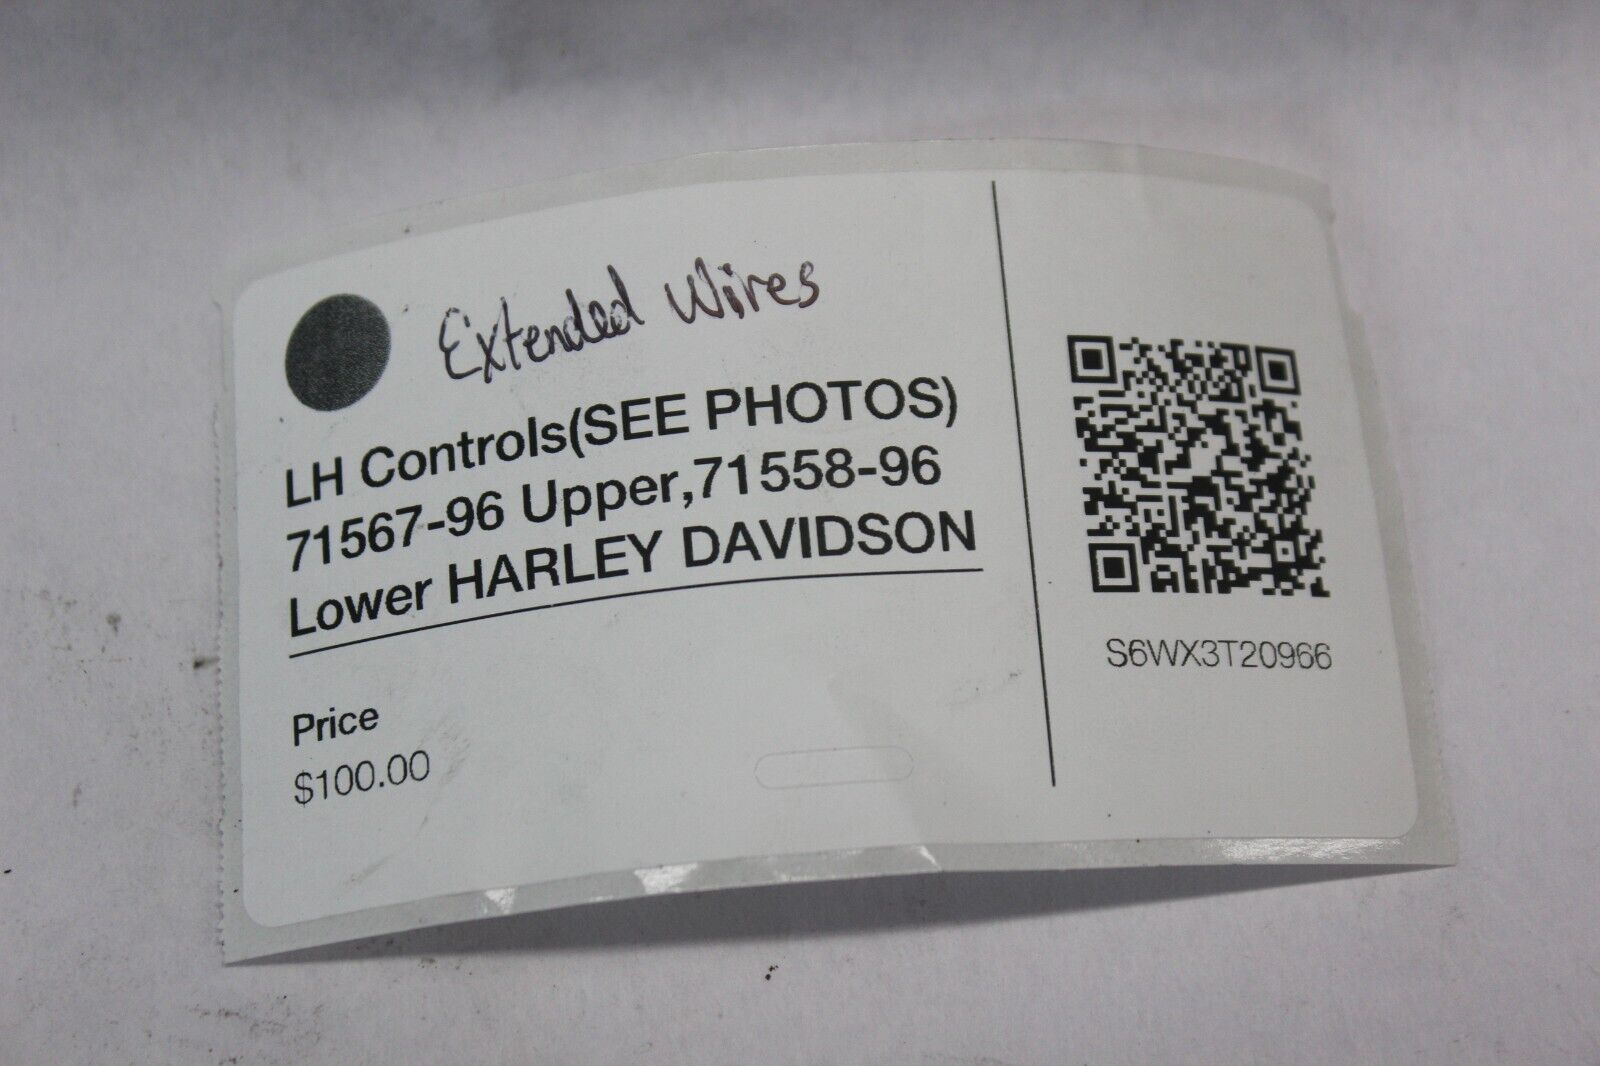 Extended Wires
LH Controls(SEE PHOTOS)
71567-96 Upper,71558-96
Lower HARLEY DAVIDSON
Price
$100.00
S6WX3T20966